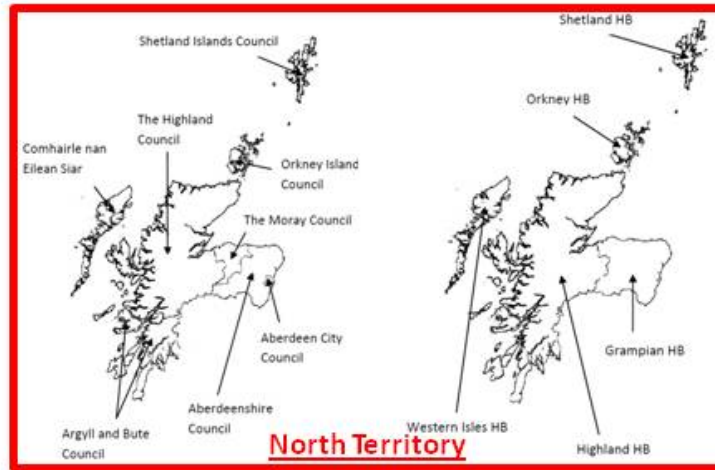 Shetland Islands Council
The Highland
Council
Comhairle nan
Eilean Siar
Orkney Island
Council
The Moray Council
Aberdeen City
Council
Aberdeenshire
Council
Argyll and Bute
Council
Shetland HB
Orkney HB
Grampian HB
Western Isles HB
Highland HB
North Territory